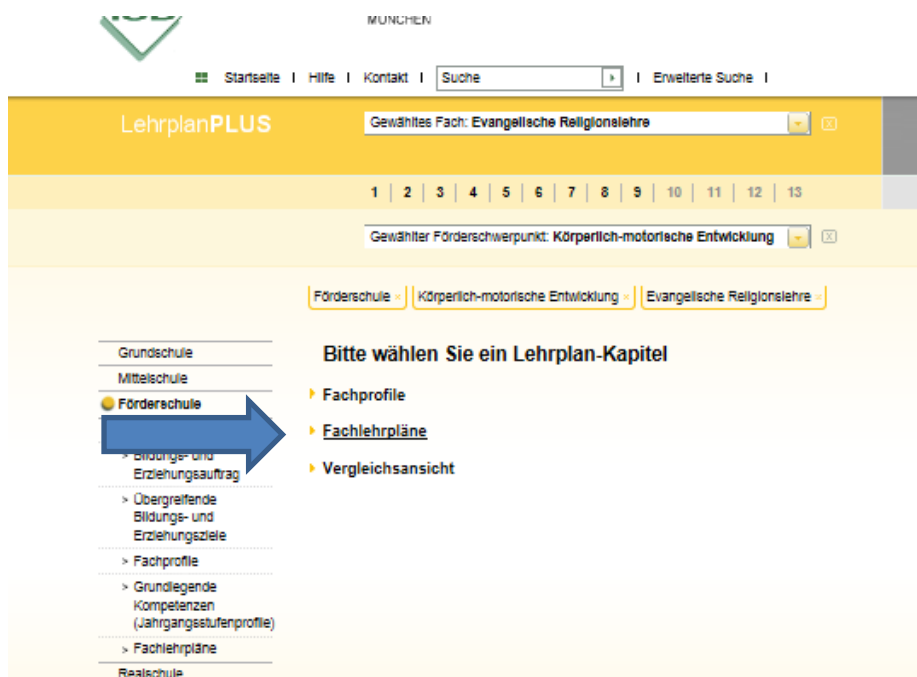 MÜNCHEN
Startseite | Hilfe | Kontakt | Suche | Erweiterte Suche |
LehrplanPLUS
Gewähltes Fach: Evangelische Religionslehre
1 | 2 | 3 | 4 | 5 | 6 | 7 | 8 | 9 | 10 | 11 | 12 | 13
Gewählter Förderschwerpunkt: Körperlich-motorische Entwicklung
Förderschule × Körperlich-motorische Entwicklung × Evangelische Religionslehre ×
Grundschule
Mittelschule
Förderschule
> Bildungs- und
Erziehungsauftrag
> Übergreifende
Bildungs- und
Erziehungsziele
> Fachprofile
> Grundlegende
Kompetenzen
(Jahrgangsstufenprofile)
> Fachlehrpläne
Realschule
Bitte wählen Sie ein Lehrplan-Kapitel
Fachprofile
Fachlehrpläne
Vergleichsansicht